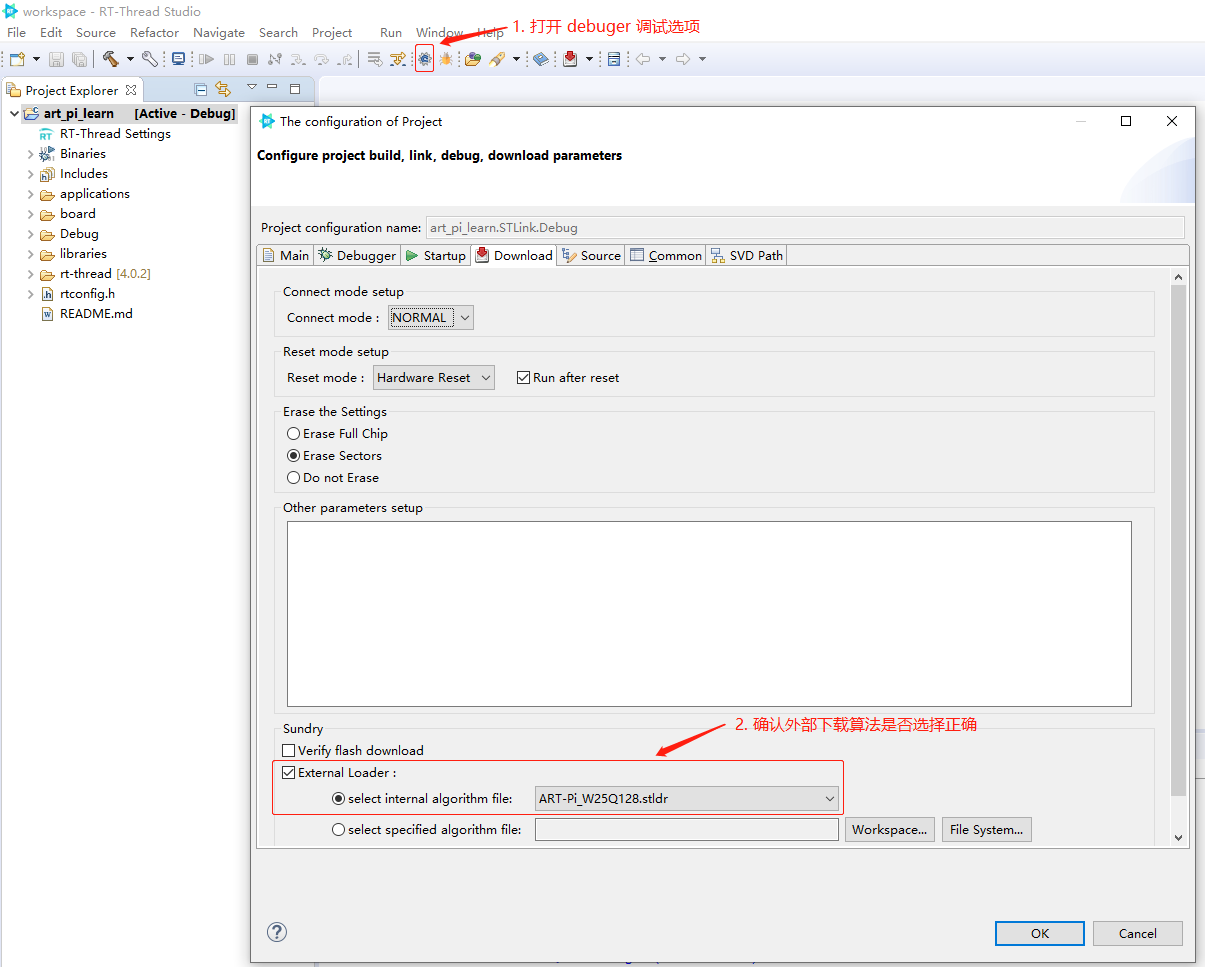 workspace - RT-Thread Studio
File Edit Source Refactor Navigate Search Project Run Window Help
1. 打开 debuger 调试选项
Project Explorer
art_pi_learn [Active - Debug]
RT-Thread Settings
Binaries
Includes
applications
board
Debug
libraries
rt-thread [4.0.2]
rtconfig.h
README.md
The configuration of Project
Configure project build, link, debug, download parameters
Project configuration name: art_pi_learn.STLink.Debug
Main Debugger Startup Download Source Common SVD Path
Connect mode setup
Connect mode : NORMAL
Reset mode setup
Reset mode : Hardware Reset Run after reset
Erase the Settings
Erase Full Chip
Erase Sectors
Do not Erase
Other parameters setup
Sundry
2. 确认外部下载算法是否选择正确
Verify flash download
External Loader :
select internal algorithm file: ART-Pi_W25Q128.stldr
select specified algorithm file: Workspace... File System...
OK Cancel